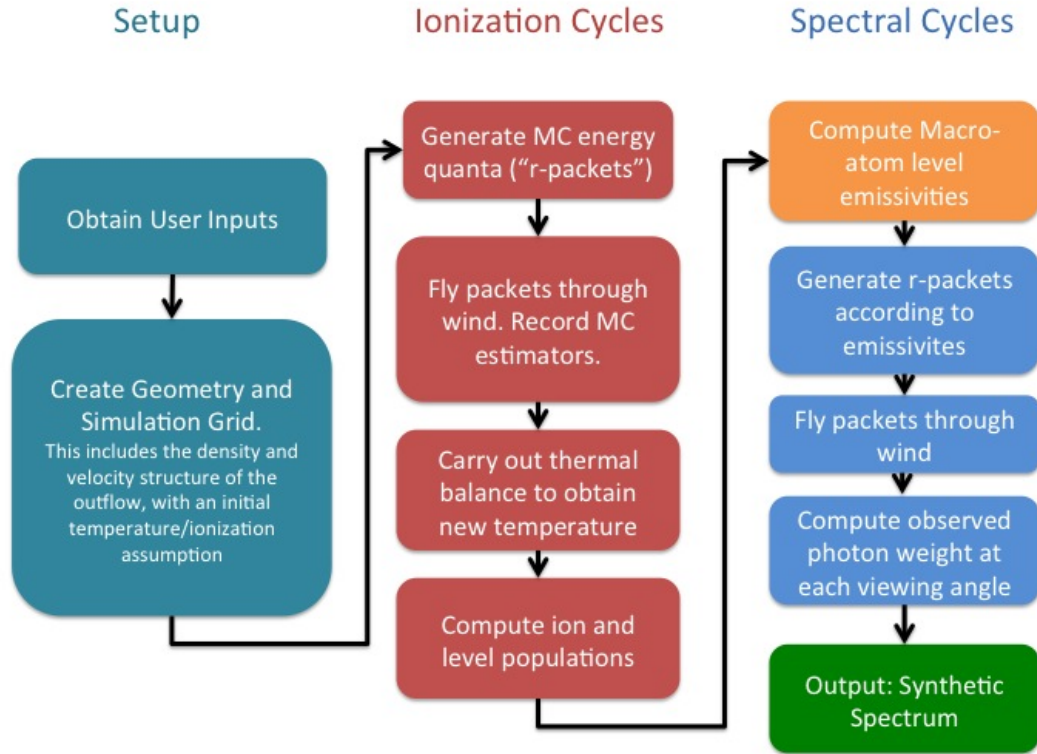 Setup
Obtain User Inputs
Create Geometry and
Simulation Grid.
This includes the density and
velocity structure of the
outflow, with an initial
temperature/ionization
assumption
Ionization Cycles
Generate MC energy
quanta (“r-packets”)
Fly packets through
wind. Record MC
estimators.
Carry out thermal
balance to obtain
new temperature
Compute ion and
level populations
Spectral Cycles
Compute Macro-
atom level
emissivities
Generate r-packets
according to
emissivites
Fly packets through
wind
Compute observed
photon weight at
each viewing angle
Output: Synthetic
Spectrum